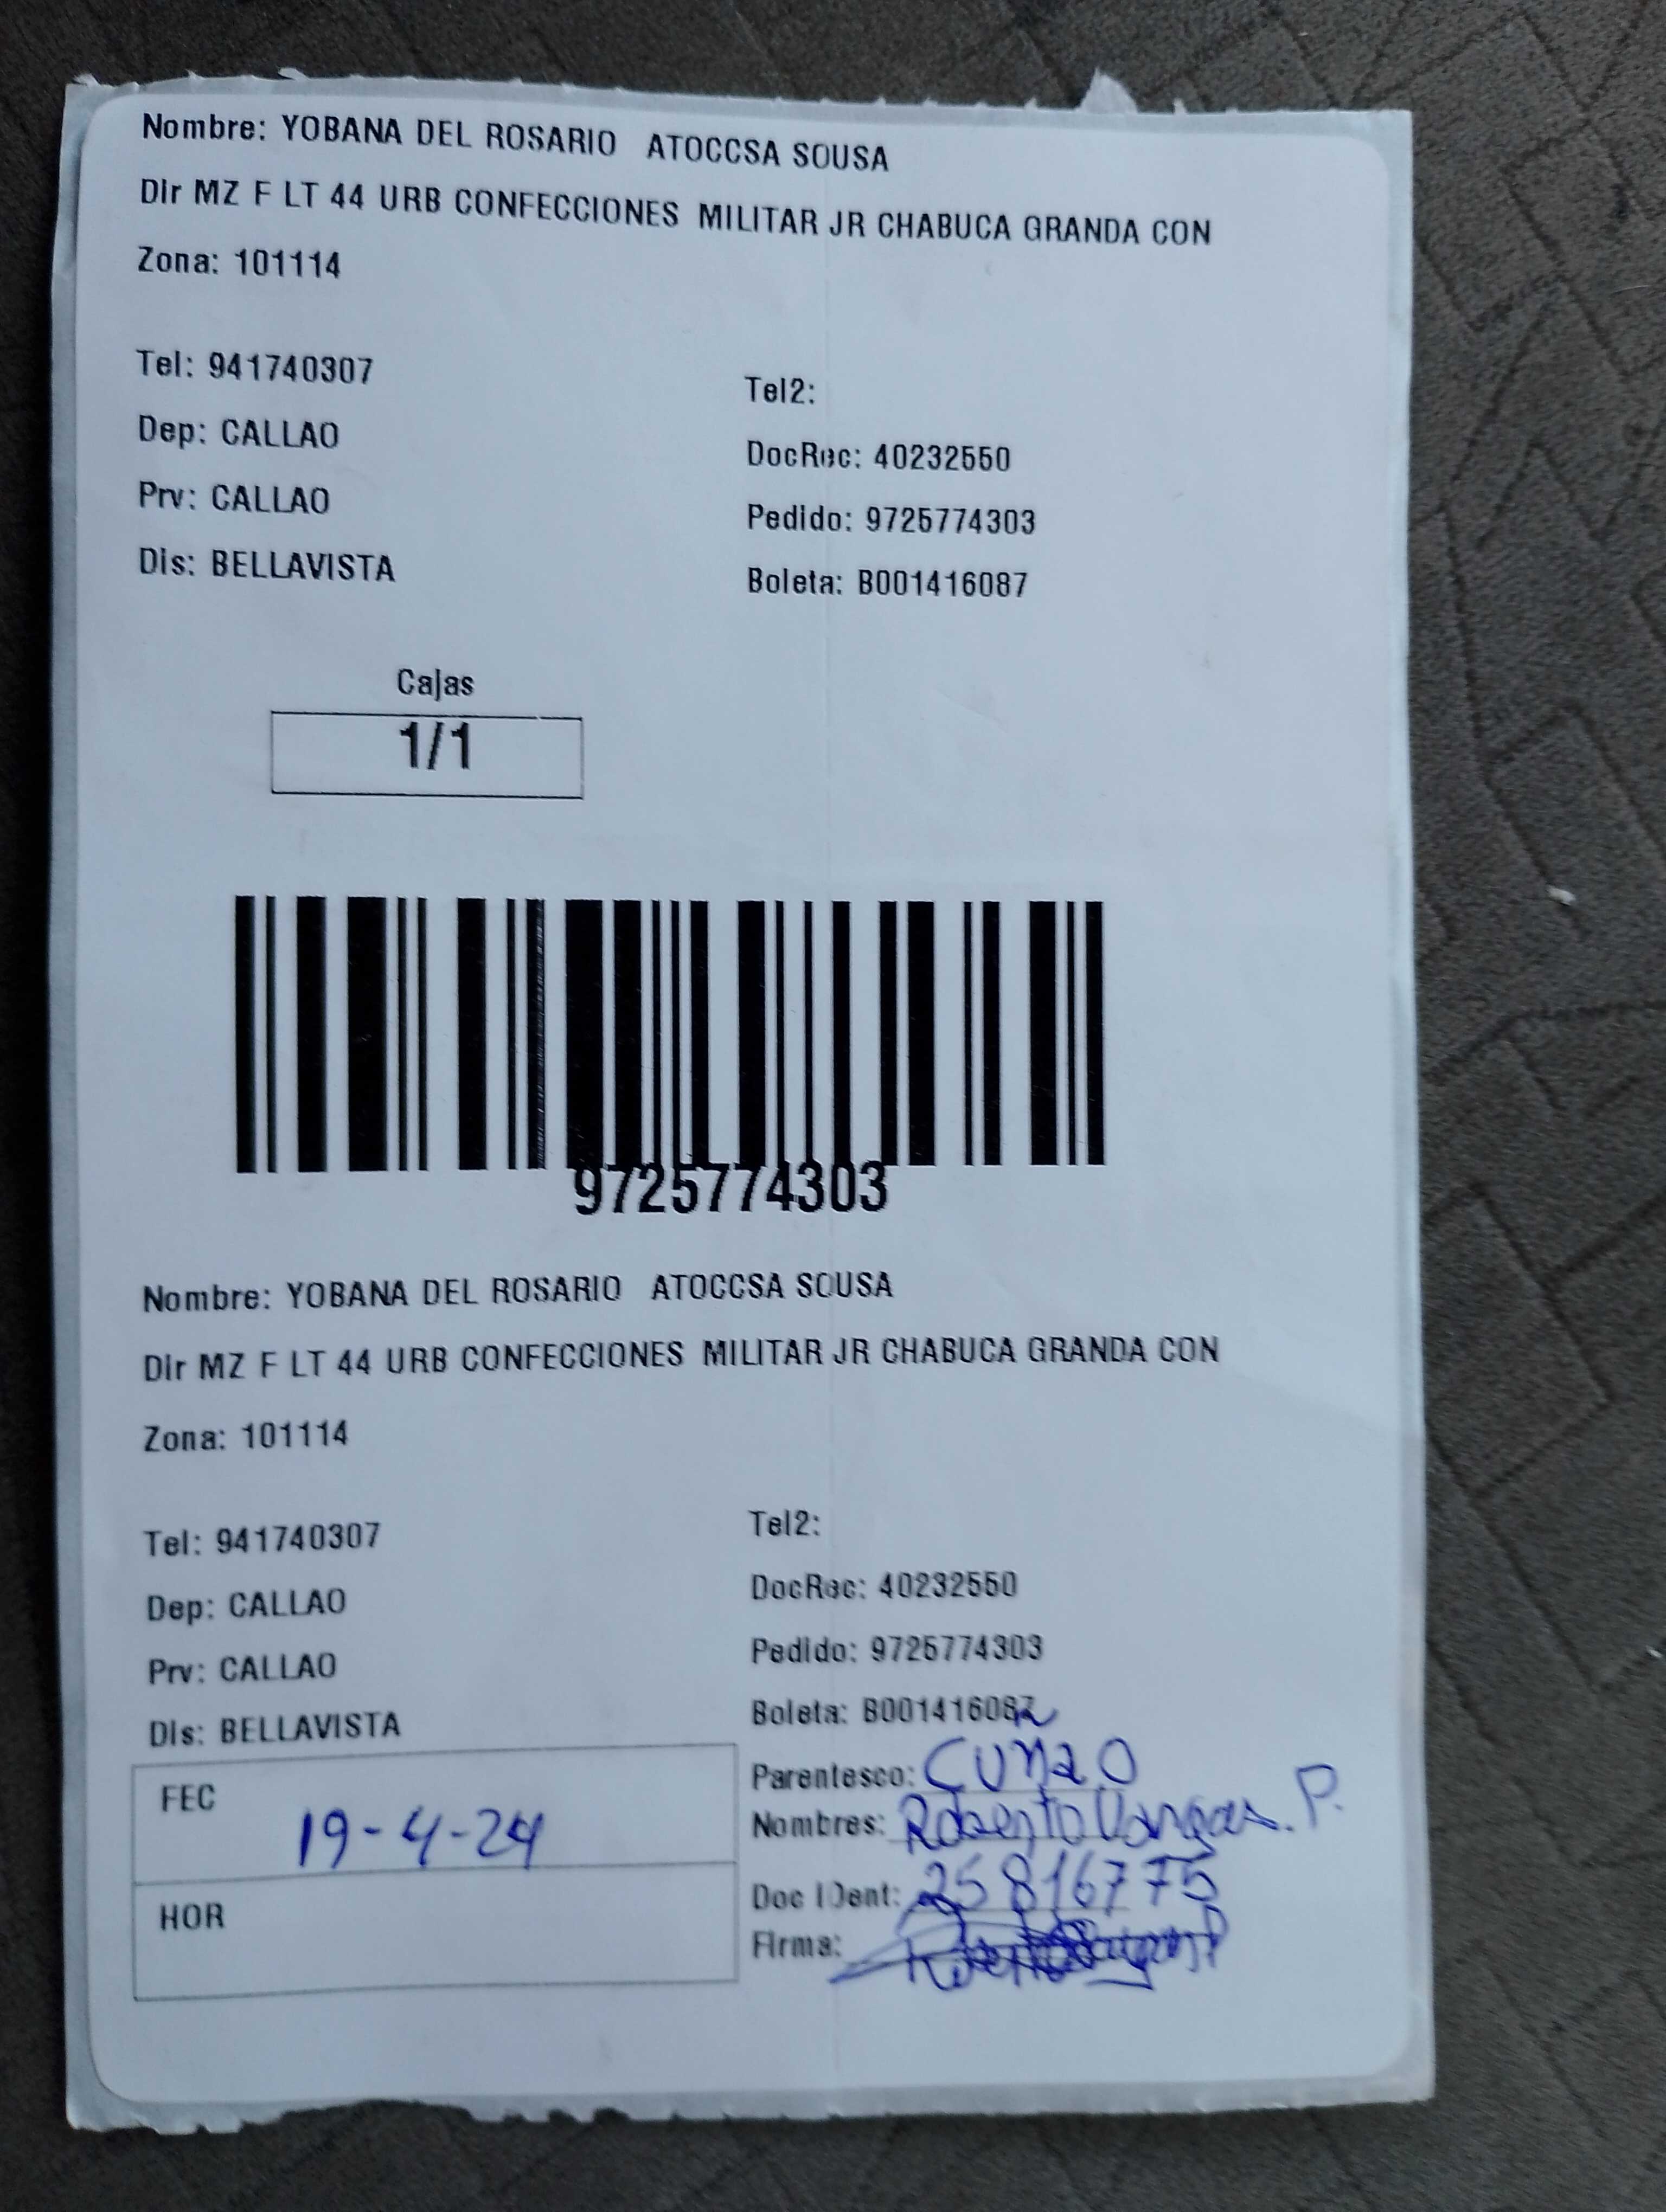 Nombre: YOBANA DEL ROSARIO ATOCCSA SOUSA
Dir MZ F LT 44 URB CONFECCIONES MILITAR JR CHABUCA GRANDA CON
Zona: 101114
Tel: 941740307
Tel2:
Dep: CALLAO
DocRec: 40232550
Prv: CALLAO
Pedido: 9725774303
Dis: BELLAVISTA
Boleta: B001416087
Cajas
1/1
9725774303
Nombre: YOBANA DEL ROSARIO ATOCCSA SOUSA
Dir MZ F LT 44 URB CONFECCIONES MILITAR JR CHABUCA GRANDA CON
Zona: 101114
Tel: 941740307
Tel2:
Dep: CALLAO
DocRec: 40232550
Prv: CALLAO
Pedido: 9725774303
Dis: BELLAVISTA
Boleta: B001416087
FEC
19-4-24
HOR
Parentesco: CUÑaO
Nombres: Roberto Vargas. P.
Doc IDent: 25816775
Firma: